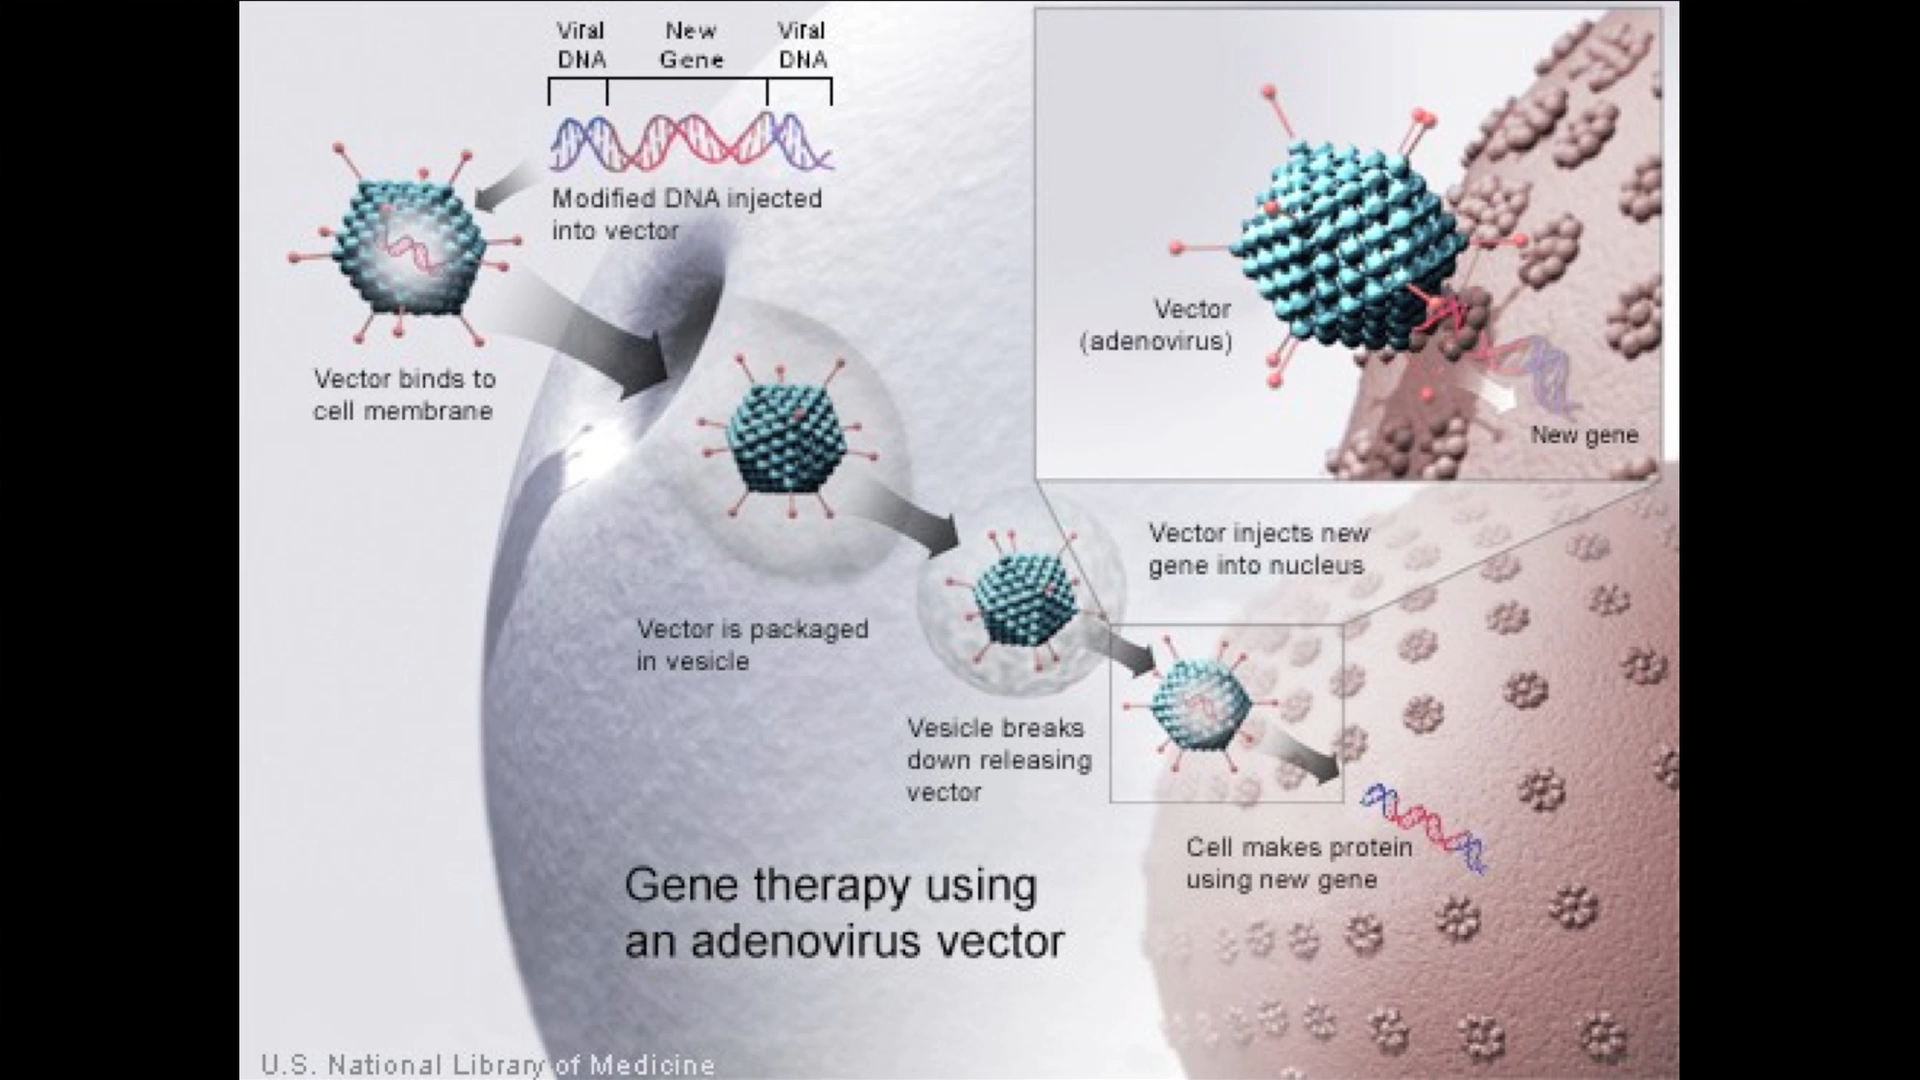 Viral DNA
New Gene
Viral DNA
Modified DNA injected
into vector
Vector binds to
cell membrane
Vector is packaged
in vesicle
Vesicle breaks
down releasing
vector
Vector injects new
gene into nucleus
Vector
(adenovirus)
New gene
Cell makes protein
using new gene
Gene therapy using
an adenovirus vector
U.S. National Library of Medicine